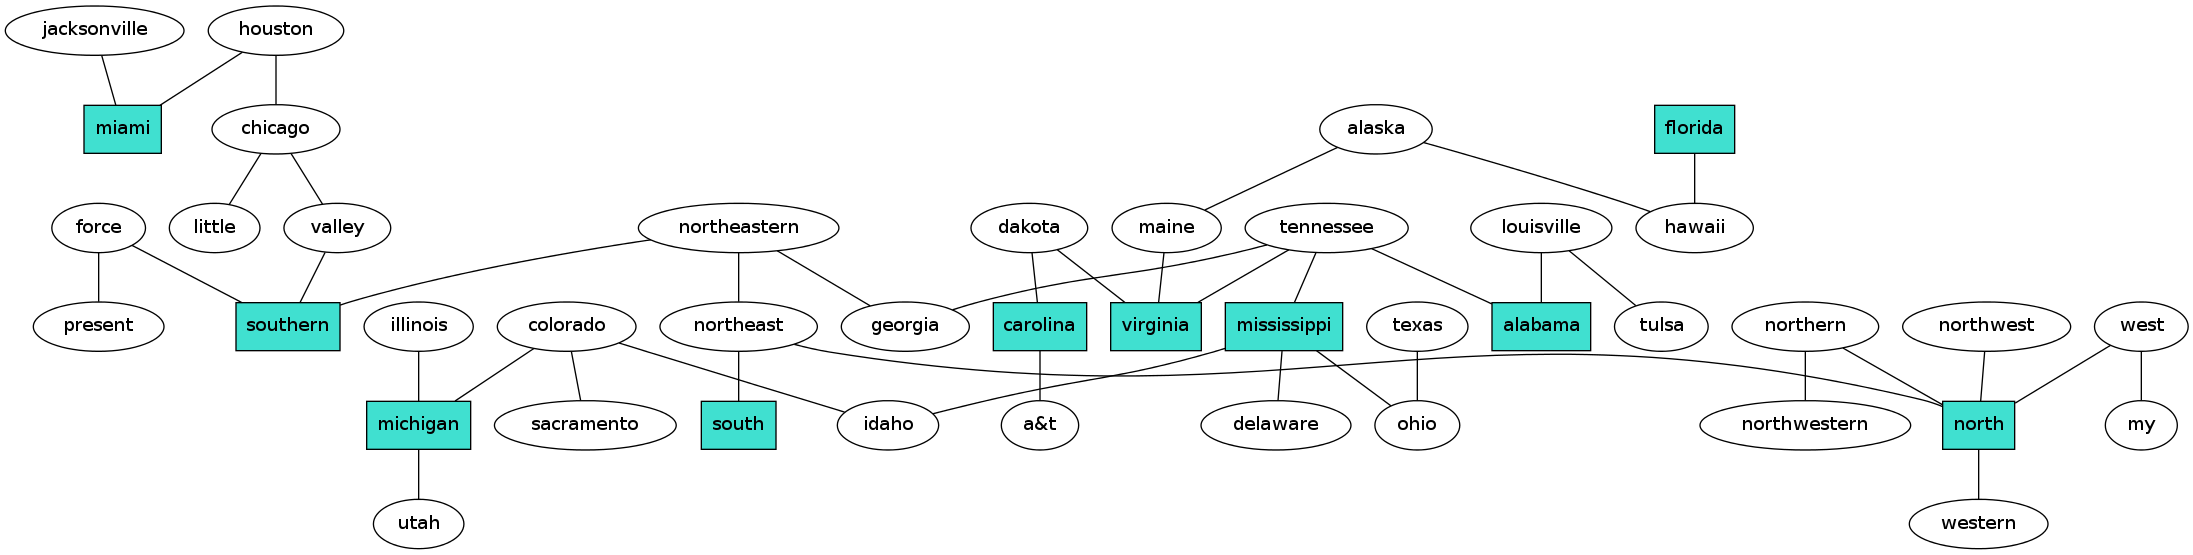 jacksonville
houston
miami
chicago
alaska
florida
force
little
valley
northeastern
dakota
maine
tennessee
louisville
hawaii
present
southern
illinois
colorado
northeast
georgia
carolina
virginia
mississippi
texas
alabama
tulsa
northern
northwest
west
michigan
sacramento
south
idaho
a&t
delaware
ohio
northwestern
north
my
utah
western